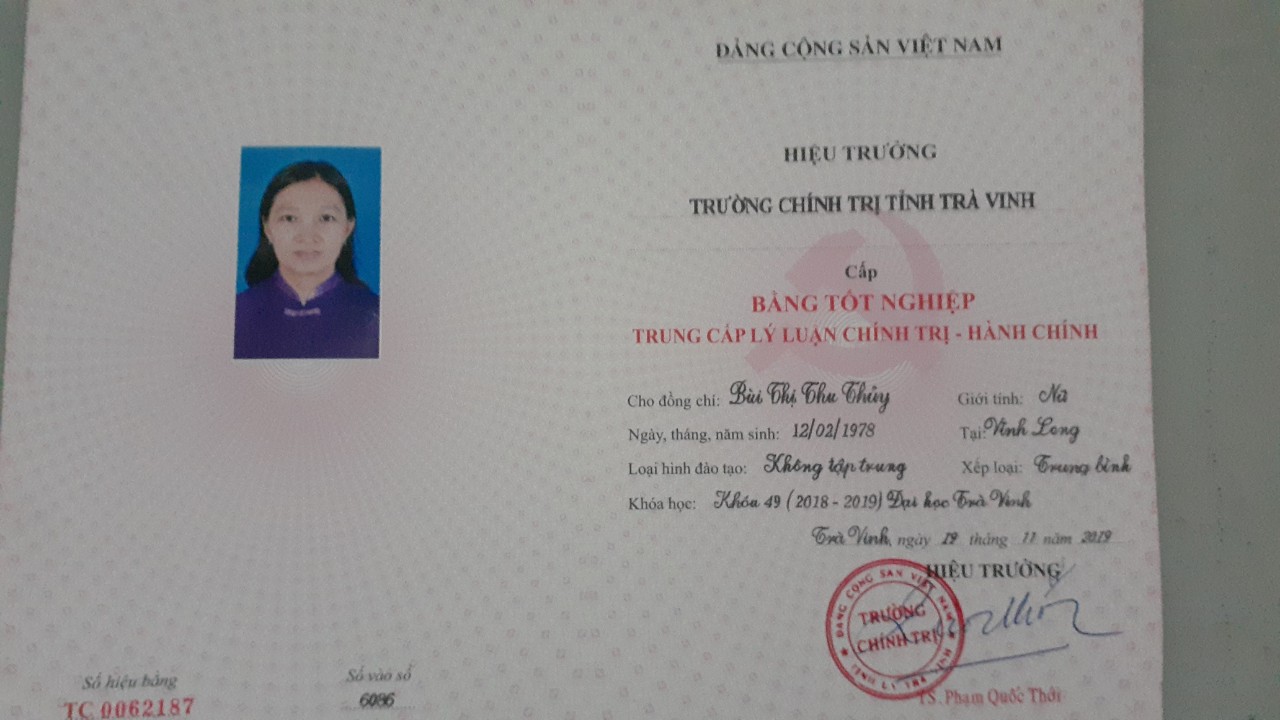 ĐẢNG CỘNG SẢN VIỆT NAM
HIỆU TRƯỞNG
TRƯỜNG CHÍNH TRỊ TỈNH TRÀ VINH
Cấp
BẰNG TỐT NGHIỆP
TRUNG CẤP LÝ LUẬN CHÍNH TRỊ - HÀNH CHÍNH
Cho đồng chí: Bùi Thị Thu Thủy Giới tính: Nữ
Ngày, tháng, năm sinh: 12/02/1978 Tại: Vĩnh Long
Loại hình đào tạo: Không tập trung Xếp loại: Trung bình
Khóa học: Khóa 49 (2018 - 2019) Đại học Trà Vinh
Trà Vinh, ngày 19 tháng 11 năm 2019
HIỆU TRƯỞNG
ĐẢNG CỘNG SẢN VIỆT NAM
TRƯỜNG
CHÍNH TRỊ
TỈNH ỦY TRÀ VINH
TS. Phạm Quốc Thới
Số hiệu bằng
TC 0062187
Số vào sổ
6086